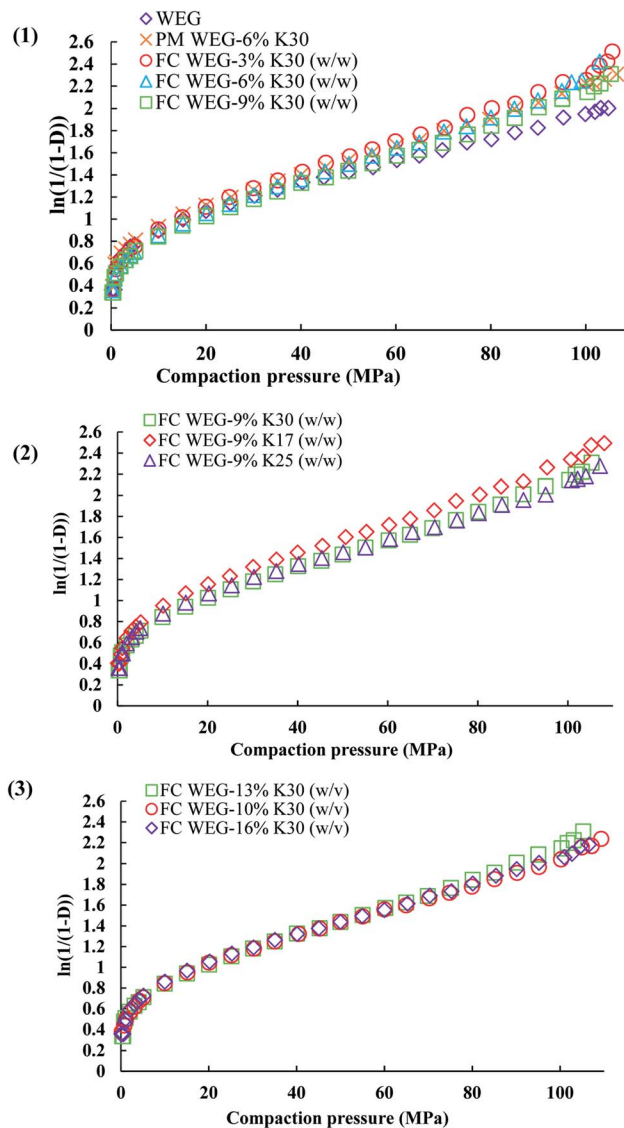 (1)
WEG
PM WEG-6% K30
FC WEG-3% K30 (w/w)
FC WEG-6% K30 (w/w)
FC WEG-9% K30 (w/w)
ln(1/(1-D))
2.6
2.4
2.2
2
1.8
1.6
1.4
1.2
1
0.8
0.6
0.4
0.2
0
0 20 40 60 80 100
Compaction pressure (MPa)
(2)
FC WEG-9% K30 (w/w)
FC WEG-9% K17 (w/w)
FC WEG-9% K25 (w/w)
ln(1/(1-D))
2.6
2.4
2.2
2
1.8
1.6
1.4
1.2
1
0.8
0.6
0.4
0.2
0
0 20 40 60 80 100
Compaction pressure (MPa)
(3)
FC WEG-13% K30 (w/v)
FC WEG-10% K30 (w/v)
FC WEG-16% K30 (w/v)
ln(1/(1-D))
2.6
2.4
2.2
2
1.8
1.6
1.4
1.2
1
0.8
0.6
0.4
0.2
0
0 20 40 60 80 100
Compaction pressure (MPa)